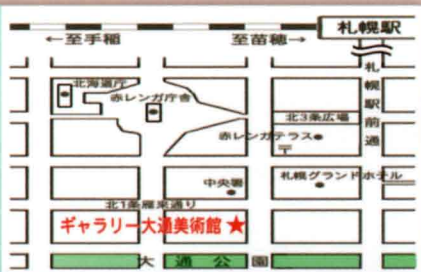 札幌駅
←至手稲
至苗穂→
札幌駅前通
北海道庁
赤レンガ庁舎
北3条広場
赤レンガテラス
〒
中央署
札幌グランドホテル
北1条雁来通り
ギャラリー大通美術館★
大通公園